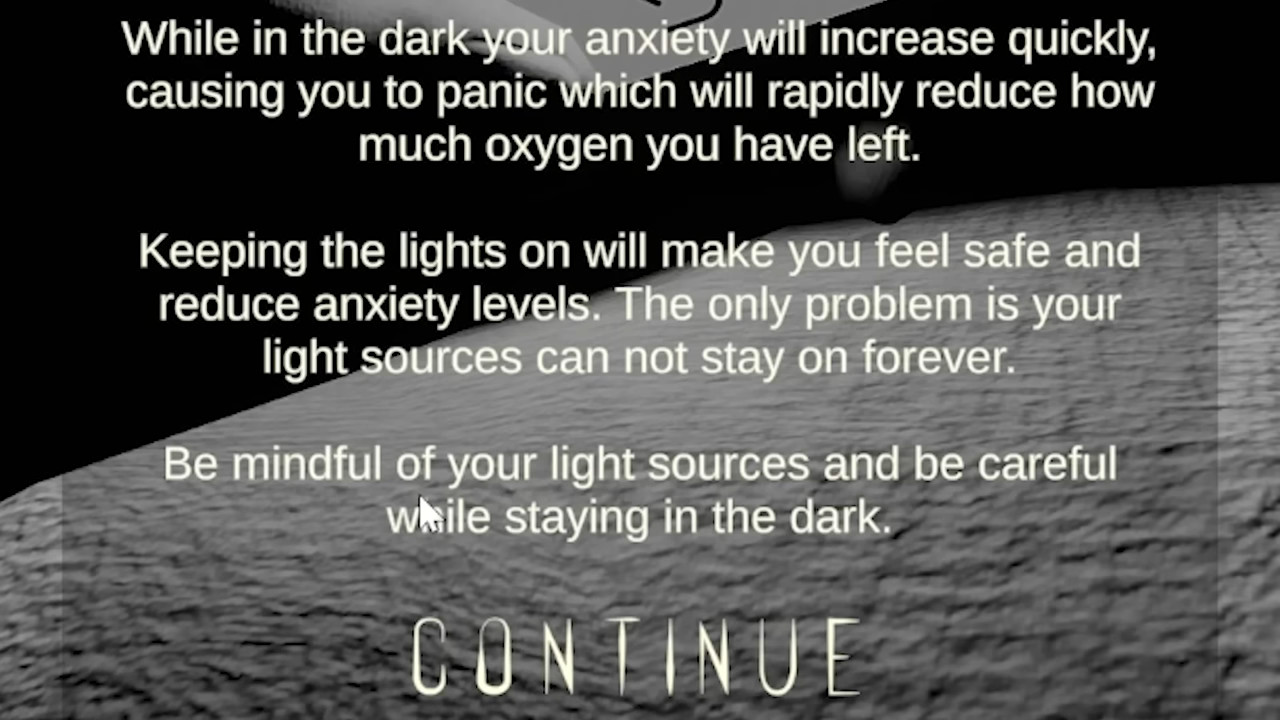 While in the dark your anxiety will increase quickly,
causing you to panic which will rapidly reduce how
much oxygen you have left.
Keeping the lights on will make you feel safe and
reduce anxiety levels. The only problem is your
light sources can not stay on forever.
Be mindful of your light sources and be careful
while staying in the dark.
CONTINUE